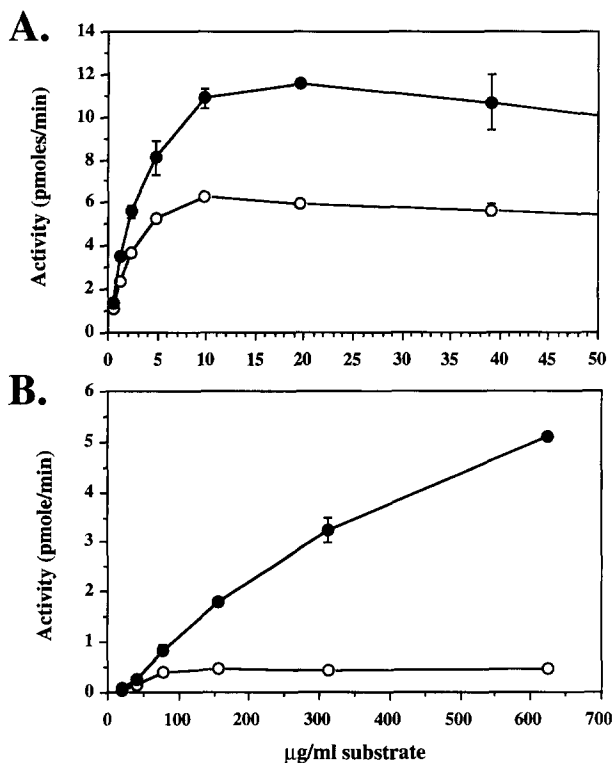 A.
Activity (pmoles/min)
14
12
10
8
6
4
2
0
0 5 10 15 20 25 30 35 40 45 50
B.
Activity (pmole/min)
6
5
4
3
2
1
0
0 100 200 300 400 500 600 700
μg/ml substrate